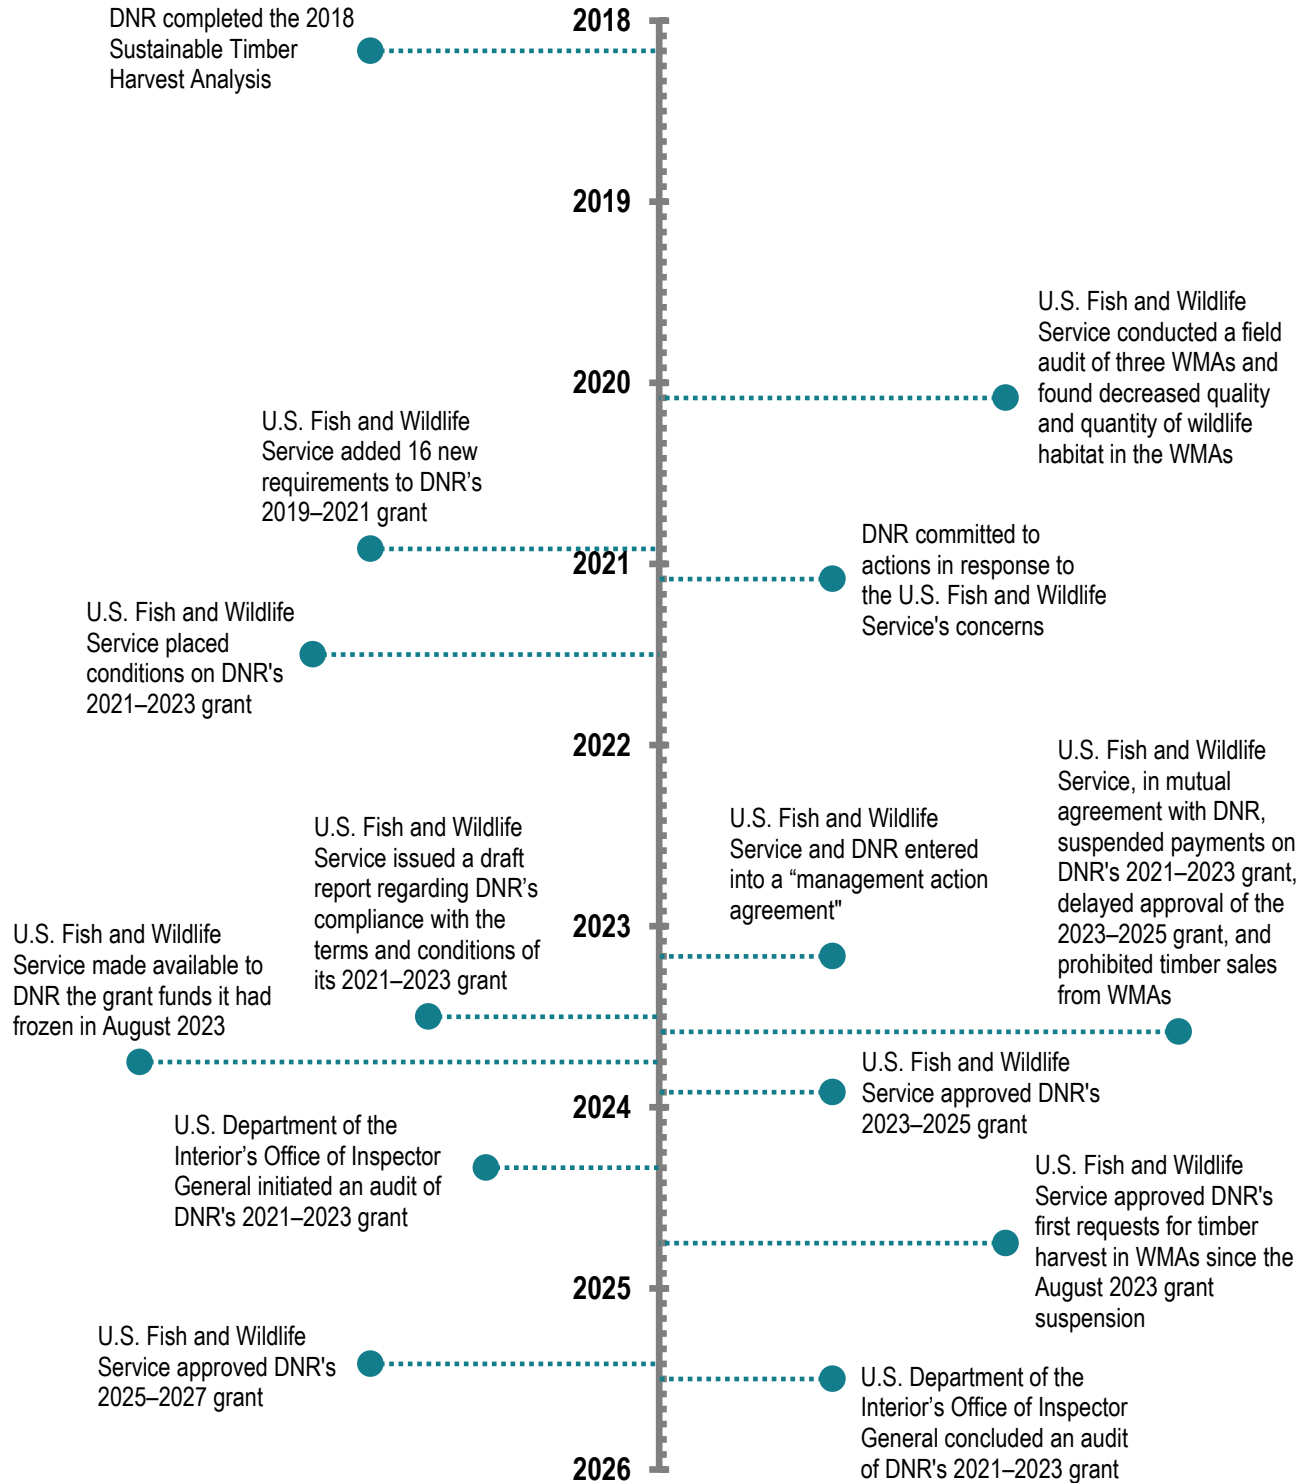 DNR completed the 2018
Sustainable Timber
Harvest Analysis
2018
2019
U.S. Fish and Wildlife
Service conducted a field
audit of three WMAs and
found decreased quality
and quantity of wildlife
habitat in the WMAs
2020
U.S. Fish and Wildlife
Service added 16 new
requirements to DNR’s
2019–2021 grant
2021
DNR committed to
actions in response to
the U.S. Fish and Wildlife
Service's concerns
U.S. Fish and Wildlife
Service placed
conditions on DNR's
2021–2023 grant
2022
U.S. Fish and Wildlife
Service and DNR entered
into a “management action
agreement"
2023
U.S. Fish and Wildlife
Service issued a draft
report regarding DNR’s
compliance with the
terms and conditions of
its 2021–2023 grant
U.S. Fish and Wildlife
Service, in mutual
agreement with DNR,
suspended payments on
DNR's 2021–2023 grant,
delayed approval of the
2023–2025 grant, and
prohibited timber sales
from WMAs
U.S. Fish and Wildlife
Service made available to
DNR the grant funds it had
frozen in August 2023
U.S. Fish and Wildlife
Service approved DNR's
2023–2025 grant
2024
U.S. Department of the
Interior’s Office of Inspector
General initiated an audit of
DNR's 2021–2023 grant
U.S. Fish and Wildlife
Service approved DNR's
first requests for timber
harvest in WMAs since the
August 2023 grant
suspension
2025
U.S. Fish and Wildlife
Service approved DNR's
2025–2027 grant
U.S. Department of the
Interior’s Office of Inspector
General concluded an audit
of DNR's 2021–2023 grant
2026